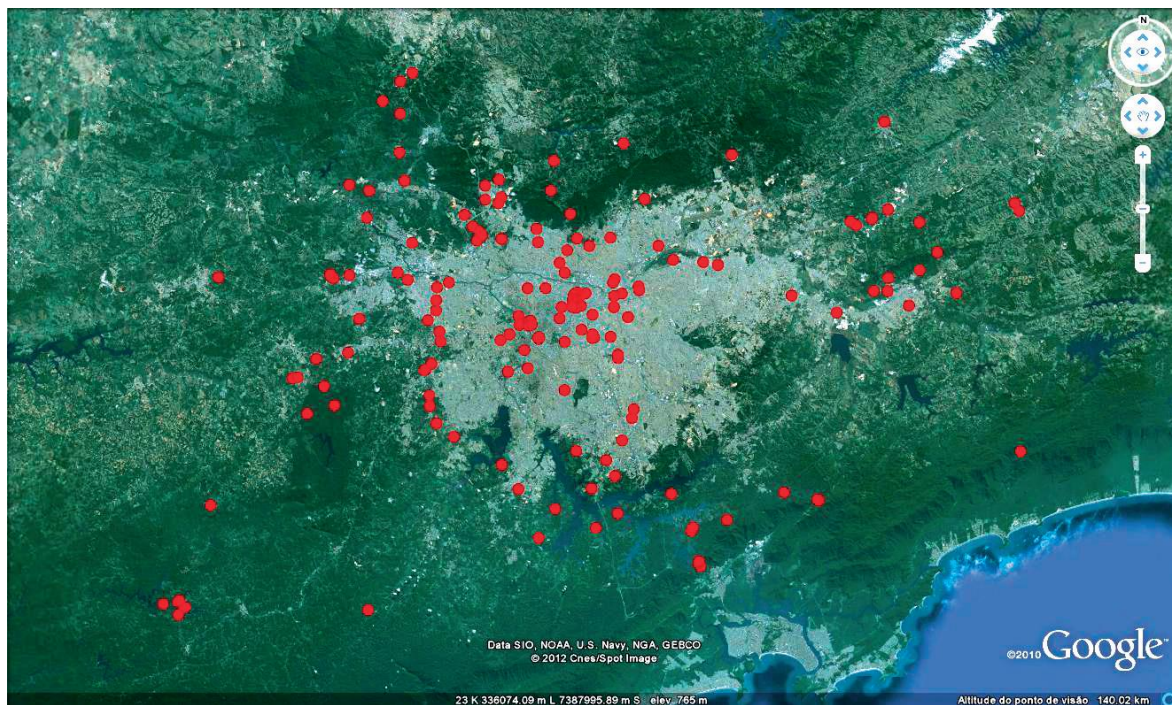 N
Data SIO, NOAA, U.S. Navy, NGA, GEBCO
© 2012 Cnes/Spot Image
©2010 Google™
23 K 336074.09 m L 7387995.89 m S elev 765 m
Altitude do ponto de visão 140.02 km